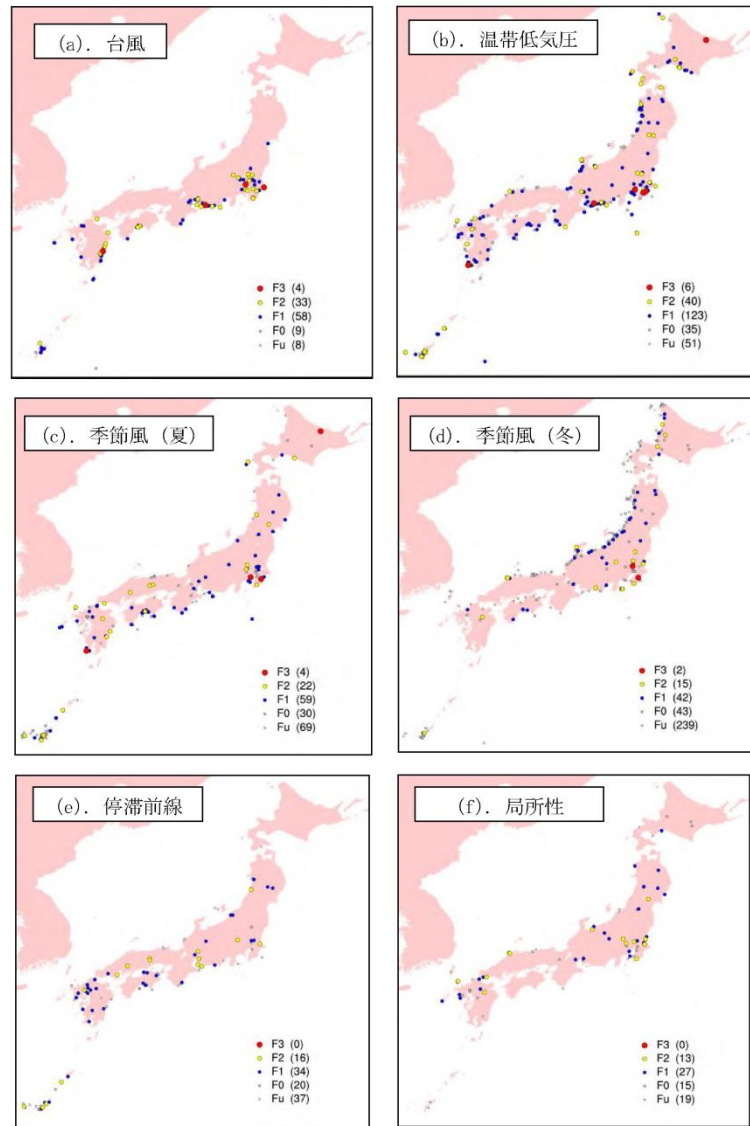 (a). 台風
F3 (4)
F2 (33)
F1 (58)
F0 (9)
Fu (8)
(b). 温帯低気圧
F3 (6)
F2 (40)
F1 (123)
F0 (35)
Fu (51)
(c). 季節風 (夏)
F3 (4)
F2 (22)
F1 (59)
F0 (30)
Fu (69)
(d). 季節風 (冬)
F3 (2)
F2 (15)
F1 (42)
F0 (43)
Fu (239)
(e). 停滞前線
F3 (0)
F2 (16)
F1 (34)
F0 (20)
Fu (37)
(f). 局所性
F3 (0)
F2 (13)
F1 (27)
F0 (15)
Fu (19)